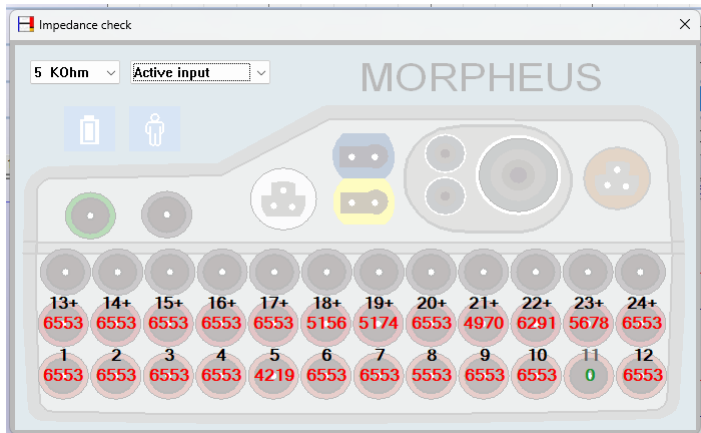 Impedance check
5 KOhm Active input
MORPHEUS
13+ 14+ 15+ 16+ 17+ 18+ 19+ 20+ 21+ 22+ 23+ 24+
6553 6553 6553 6553 6553 5156 5174 6553 4970 6291 5678 6553
1 2 3 4 5 6 7 8 9 10 11 12
6553 6553 6553 6553 4219 6553 6553 5553 6553 6553 0 6553